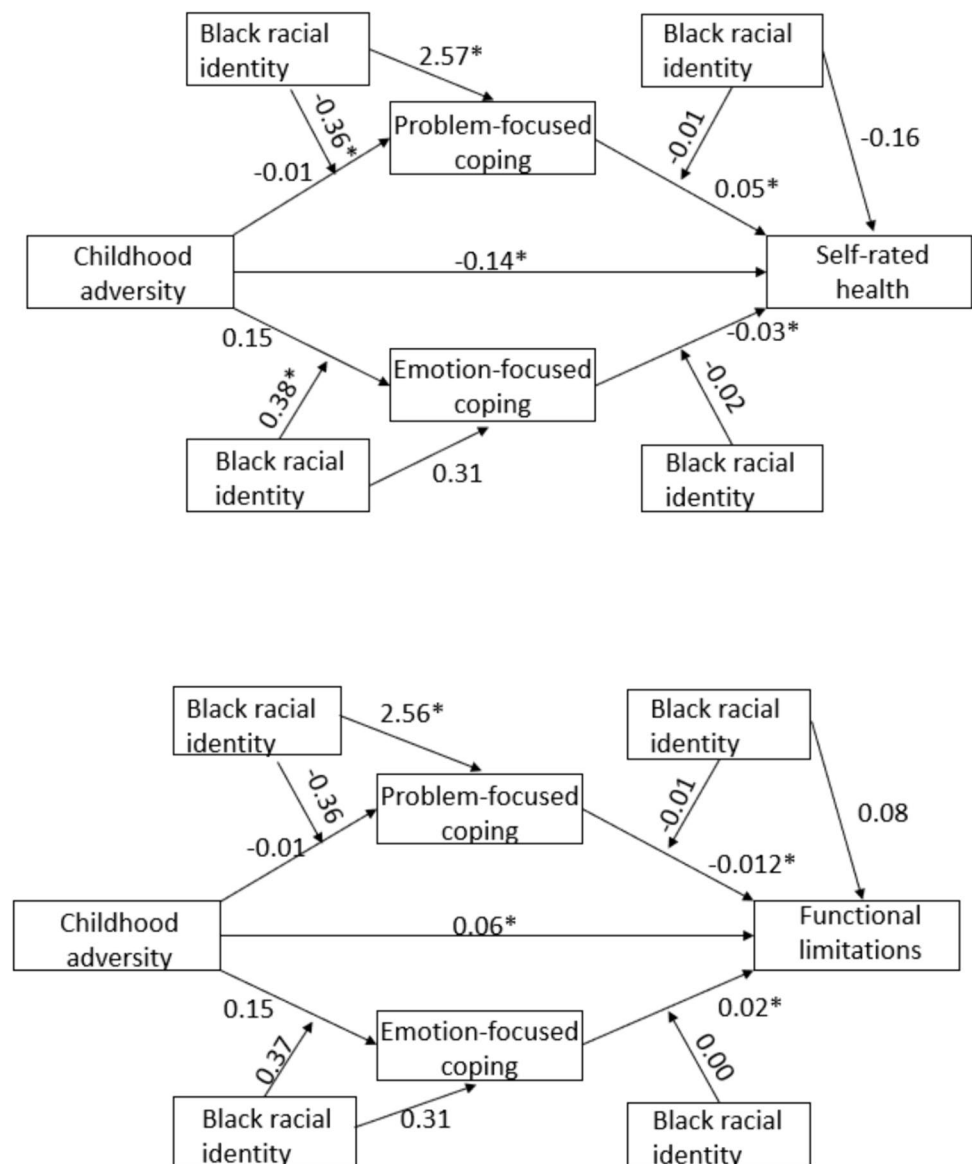 Black racial
identity
2.57*
-0.36*
-0.01
Problem-focused
coping
Black racial
identity
-0.01
-0.16
0.05*
Childhood
adversity
-0.14*
Self-rated
health
0.15
Emotion-focused
coping
-0.03*
0.38*
-0.02
Black racial
identity
0.31
Black racial
identity
Black racial
identity
2.56*
-0.36
-0.01
Problem-focused
coping
Black racial
identity
-0.01
0.08
-0.012*
Childhood
adversity
0.06*
Functional
limitations
0.15
Emotion-focused
coping
0.02*
0.37
0.00
Black racial
identity
0.31
Black racial
identity